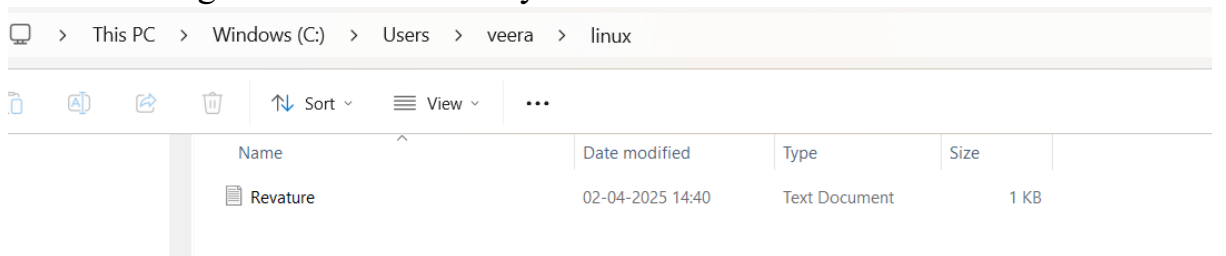 This PC > Windows (C:) > Users > veera > linux
Sort View ...
Name Date modified Type Size
Revature 02-04-2025 14:40 Text Document 1 KB